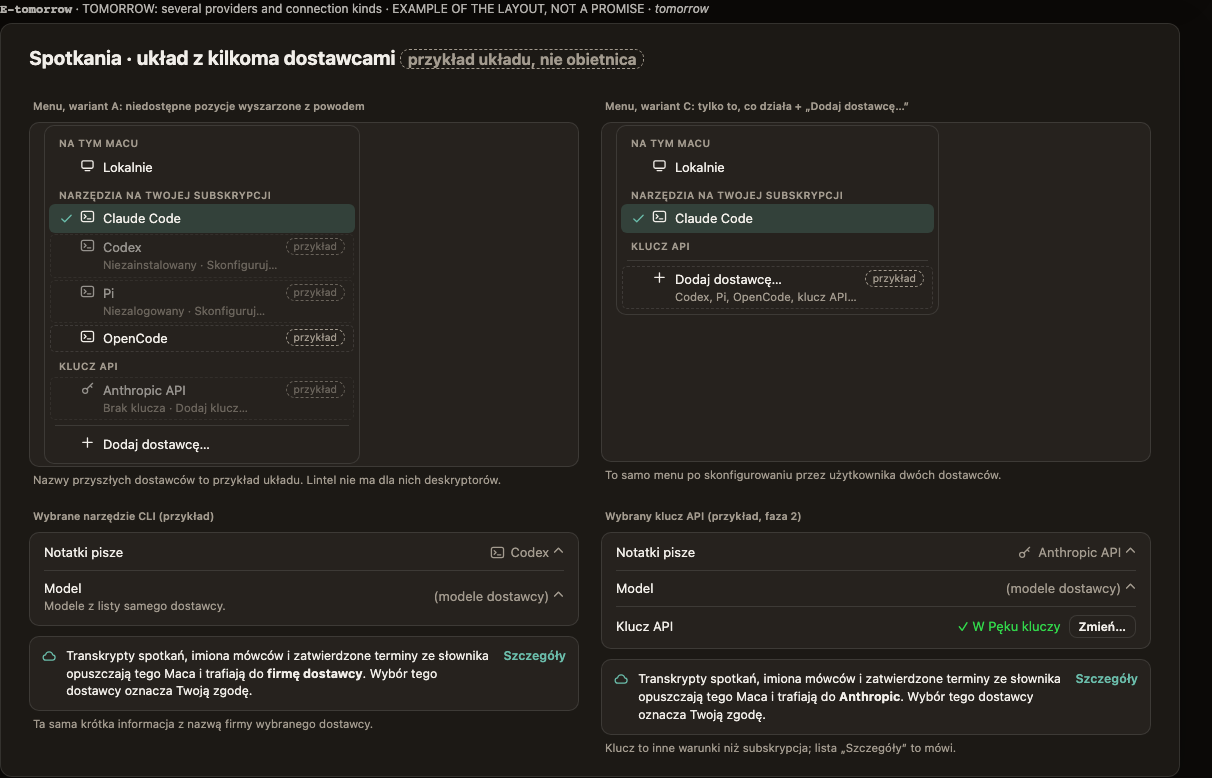 E-tomorrow · TOMORROW: several providers and connection kinds · EXAMPLE OF THE LAYOUT, NOT A PROMISE · tomorrow
Spotkania · układ z kilkoma dostawcami przykład układu, nie obietnica
Menu, wariant A: niedostępne pozycje wyszarzone z powodem
NA TYM MACU
Lokalnie
NARZĘDZIA NA TWOJEJ SUBSKRYPCJI
Claude Code
Codex przykład
Niezainstalowany · Skonfiguruj...
Pi przykład
Niezalogowany · Skonfiguruj...
OpenCode przykład
KLUCZ API
Anthropic API przykład
Brak klucza · Dodaj klucz...
Dodaj dostawcę...
Nazwy przyszłych dostawców to przykład układu. Lintel nie ma dla nich deskryptorów.
Menu, wariant C: tylko to, co działa + „Dodaj dostawcę...”
NA TYM MACU
Lokalnie
NARZĘDZIA NA TWOJEJ SUBSKRYPCJI
Claude Code
KLUCZ API
Dodaj dostawcę... przykład
Codex, Pi, OpenCode, klucz API...
To samo menu po skonfigurowaniu przez użytkownika dwóch dostawców.
Wybrane narzędzie CLI (przykład)
Notatki pisze Codex
Model (modele dostawcy)
Modele z listy samego dostawcy.
Transkrypty spotkań, imiona mówców i zatwierdzone terminy ze słownika Szczegóły
opuszczają tego Maca i trafiają do firmę dostawcy. Wybór tego
dostawcy oznacza Twoją zgodę.
Ta sama krótka informacja z nazwą firmy wybranego dostawcy.
Wybrany klucz API (przykład, faza 2)
Notatki pisze Anthropic API
Model (modele dostawcy)
Klucz API ✓ W Pęku kluczy Zmień...
Transkrypty spotkań, imiona mówców i zatwierdzone terminy ze słownika Szczegóły
opuszczają tego Maca i trafiają do Anthropic. Wybór tego dostawcy
oznacza Twoją zgodę.
Klucz to inne warunki niż subskrypcja; lista „Szczegóły” to mówi.